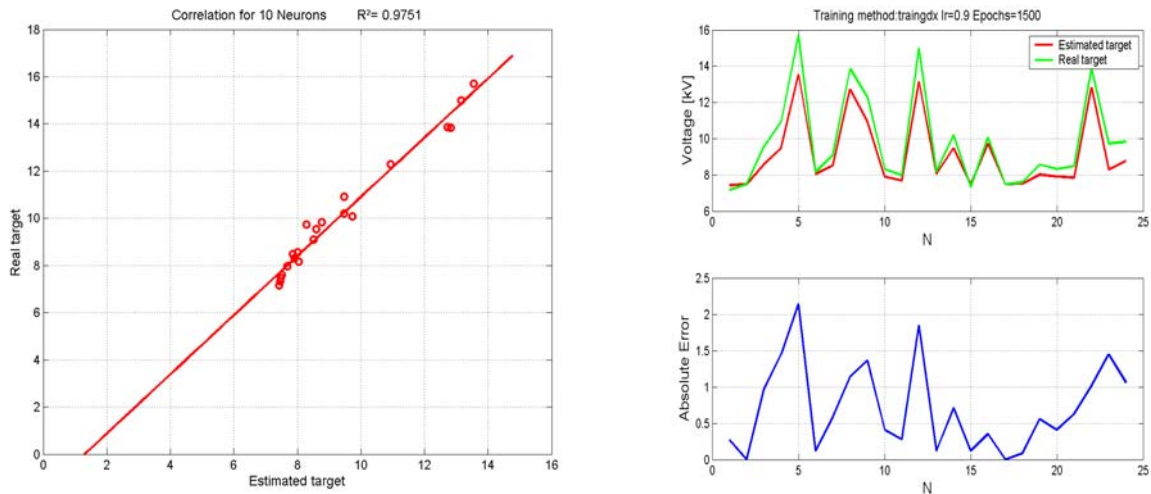 Correlation for 10 Neurons R²= 0.9751
18
16
14
12
10
8
6
4
2
0
Real target
0 2 4 6 8 10 12 14 16
Estimated target
Training method:traingdx lr=0.9 Epochs=1500
16
14
12
10
8
6
Voltage [kV]
Estimated target
Real target
0 5 10 15 20 25
N
2.5
2
1.5
1
0.5
0
Absolute Error
0 5 10 15 20 25
N